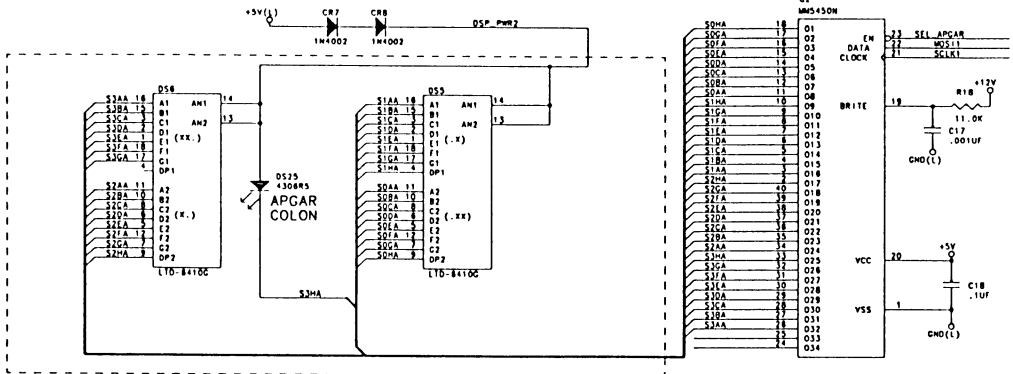 +5V(L)
CR7
1N4002
CR8
1N4002
DSP_PWR2
DS6
S3AA 16 A1
S3BA 15 B1
S3CA 3 C1
S3DA 2 D1
S3EA 1 E1
S3FA 18 F1
S3GA 17 G1
4 DP1
(XX.)
AN1 14
AN2 13
S2AA 11 A2
S2BA 10 B2
S2CA 8 C2
S2DA 6 D2
S2EA 5 E2
S2FA 12 F2
S2GA 7 G2
S2HA 9 DP2
(X.)
LTD-6410G
DS25
4306R5
APGAR
COLON
S3HA
DS5
S1AA 16 A1
S1BA 15 B1
S1CA 3 C1
S1DA 2 D1
S1EA 1 E1
S1FA 18 F1
S1GA 17 G1
S1HA 4 DP1
(.X)
AN1 14
AN2 13
S0AA 11 A2
S0BA 10 B2
S0CA 8 C2
S0DA 6 D2
S0EA 5 E2
S0FA 12 F2
S0GA 7 G2
S0HA 9 DP2
(.XX)
LTD-6410G
MM5450N
S0HA 18 O1
S0GA 17 O2
S0FA 16 O3
S0EA 15 O4
S0DA 14 O5
S0CA 13 O6
S0BA 12 O7
S0AA 11 O8
S1HA 10 O9
S1GA 9 O10
S1FA 8 O11
S1EA 7 O12
S1DA 6 O13
S1CA 5 O14
S1BA 4 O15
S1AA 3 O16
S2HA 2 O17
S2GA 40 O18
S2FA 39 O19
S2EA 38 O20
S2DA 37 O21
S2CA 36 O22
S2BA 35 O23
S2AA 34 O24
S3HA 33 O25
S3GA 32 O26
S3FA 31 O27
S3EA 30 O28
S3DA 29 O29
S3CA 28 O30
S3BA 27 O31
S3AA 26 O32
25 O33
24 O34
EN 23 SEL_APGAR
DATA 22 MOSI1
CLOCK 21 SCLK1
BRITE 19
R18
11.0K
+12V
C17
.001UF
GND(L)
VCC 20
+5V
C18
.1UF
VSS 1
GND(L)